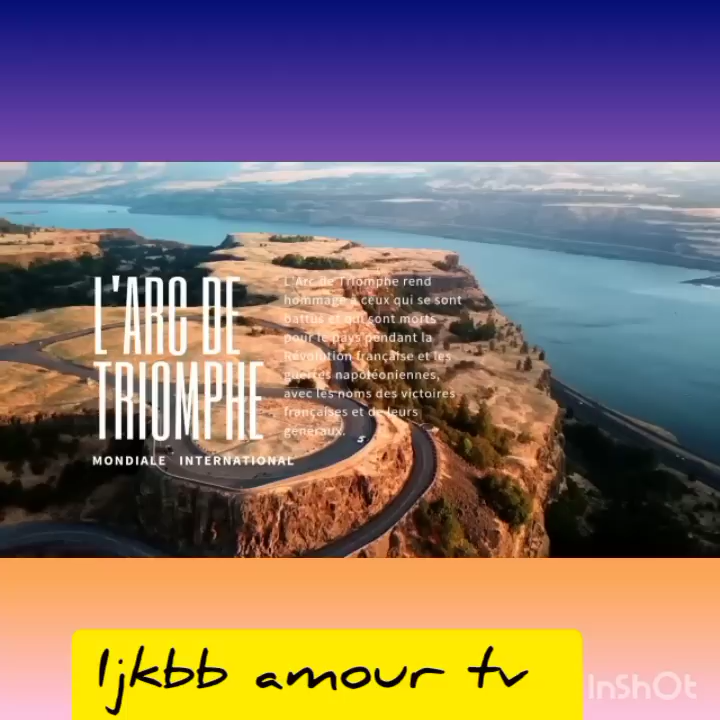 L'ARC DE
TRIOMPHE
MONDIALE INTERNATIONAL
L'Arc de Triomphe rend
hommage à ceux qui se sont
battus et qui sont morts
pour le pays pendant la
Révolution française et les
guerres napoléoniennes,
avec les noms des victoires
françaises et de leurs
généraux.
ljkbb amour tv
InShOt